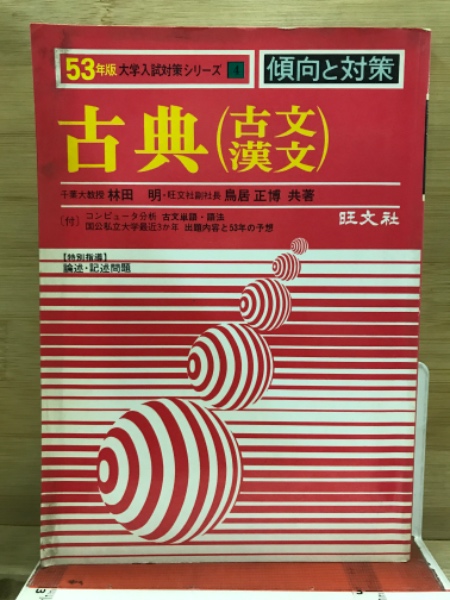 53年版 大学入試対策シリーズ 4 傾向と対策
古典(古文 漢文)
千葉大教授 林田 明・旺文社副社長 鳥居正博 共著
[付] コンピュータ分析 古文単語・語法
国公私立大学最近3か年 出題内容と53年の予想
旺文社
【特別指導】
論述・記述問題